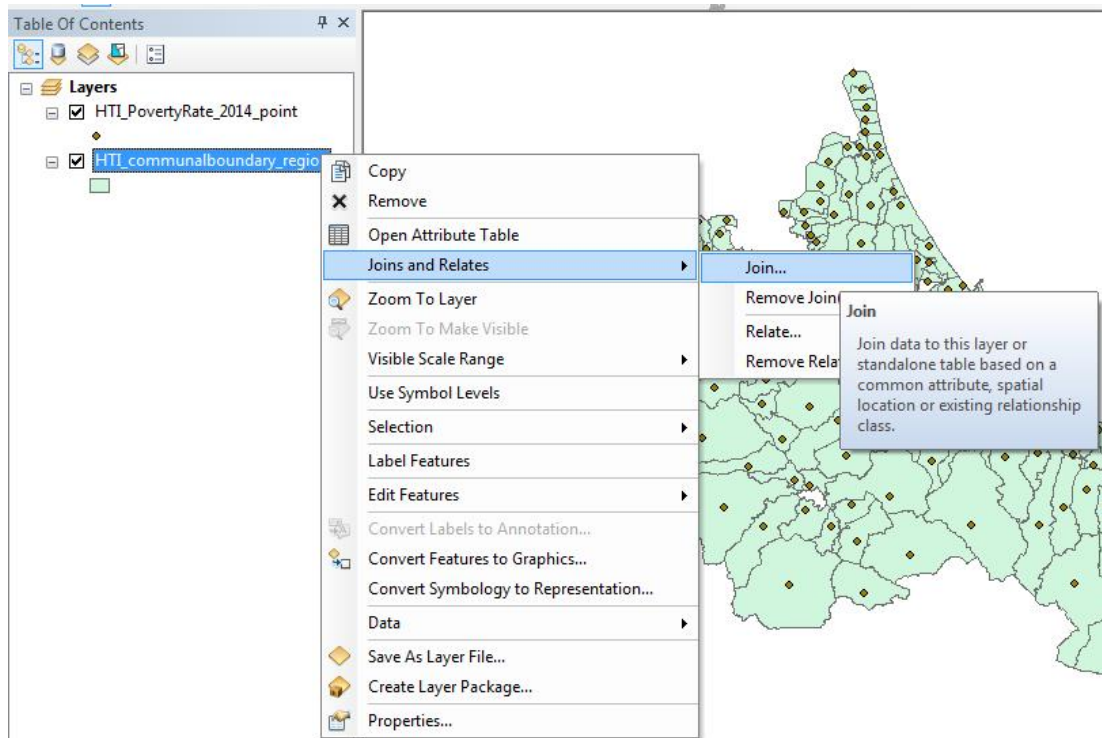 Table Of Contents
Layers
HTI_PovertyRate_2014_point
HTI_communalboundary_regio
Copy
Remove
Open Attribute Table
Joins and Relates
Join...
Zoom To Layer
Remove Join(
Zoom To Make Visible
Relate...
Visible Scale Range
Remove Relat
Join
Join data to this layer or
standalone table based on a
common attribute, spatial
location or existing relationship
class.
Use Symbol Levels
Selection
Label Features
Edit Features
Convert Labels to Annotation...
Convert Features to Graphics...
Convert Symbology to Representation...
Data
Save As Layer File...
Create Layer Package...
Properties...